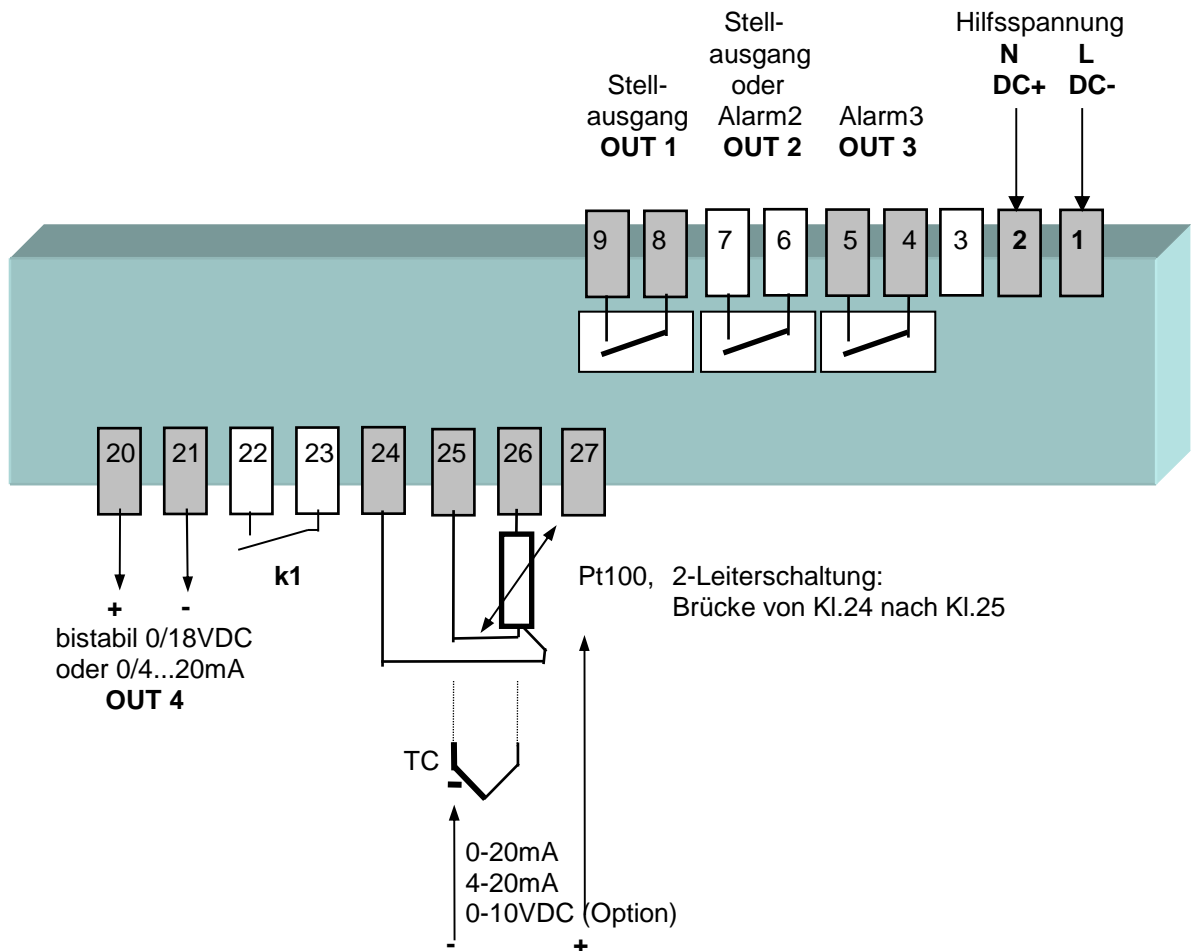 Stell-
ausgang
OUT 1
Stell-
ausgang
oder
Alarm2
OUT 2
Alarm3
OUT 3
Hilfsspannung
N L
DC+ DC-
9 8 7 6 5 4 3 2 1
20 21 22 23 24 25 26 27
k1
+ -
bistabil 0/18VDC
oder 0/4...20mA
OUT 4
Pt100, 2-Leiterschaltung:
Brücke von Kl.24 nach Kl.25
TC
-
0-20mA
4-20mA
0-10VDC (Option)
- +